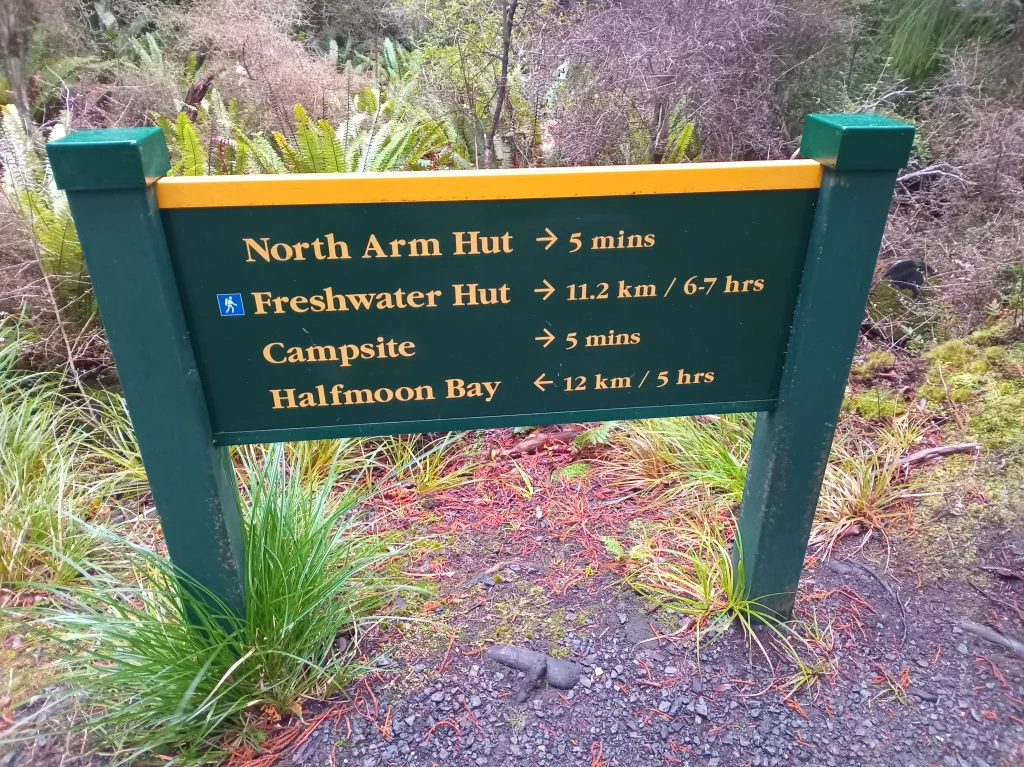 North Arm Hut → 5 mins
Freshwater Hut → 11.2 km / 6-7 hrs
Campsite → 5 mins
Halfmoon Bay ← 12 km / 5 hrs